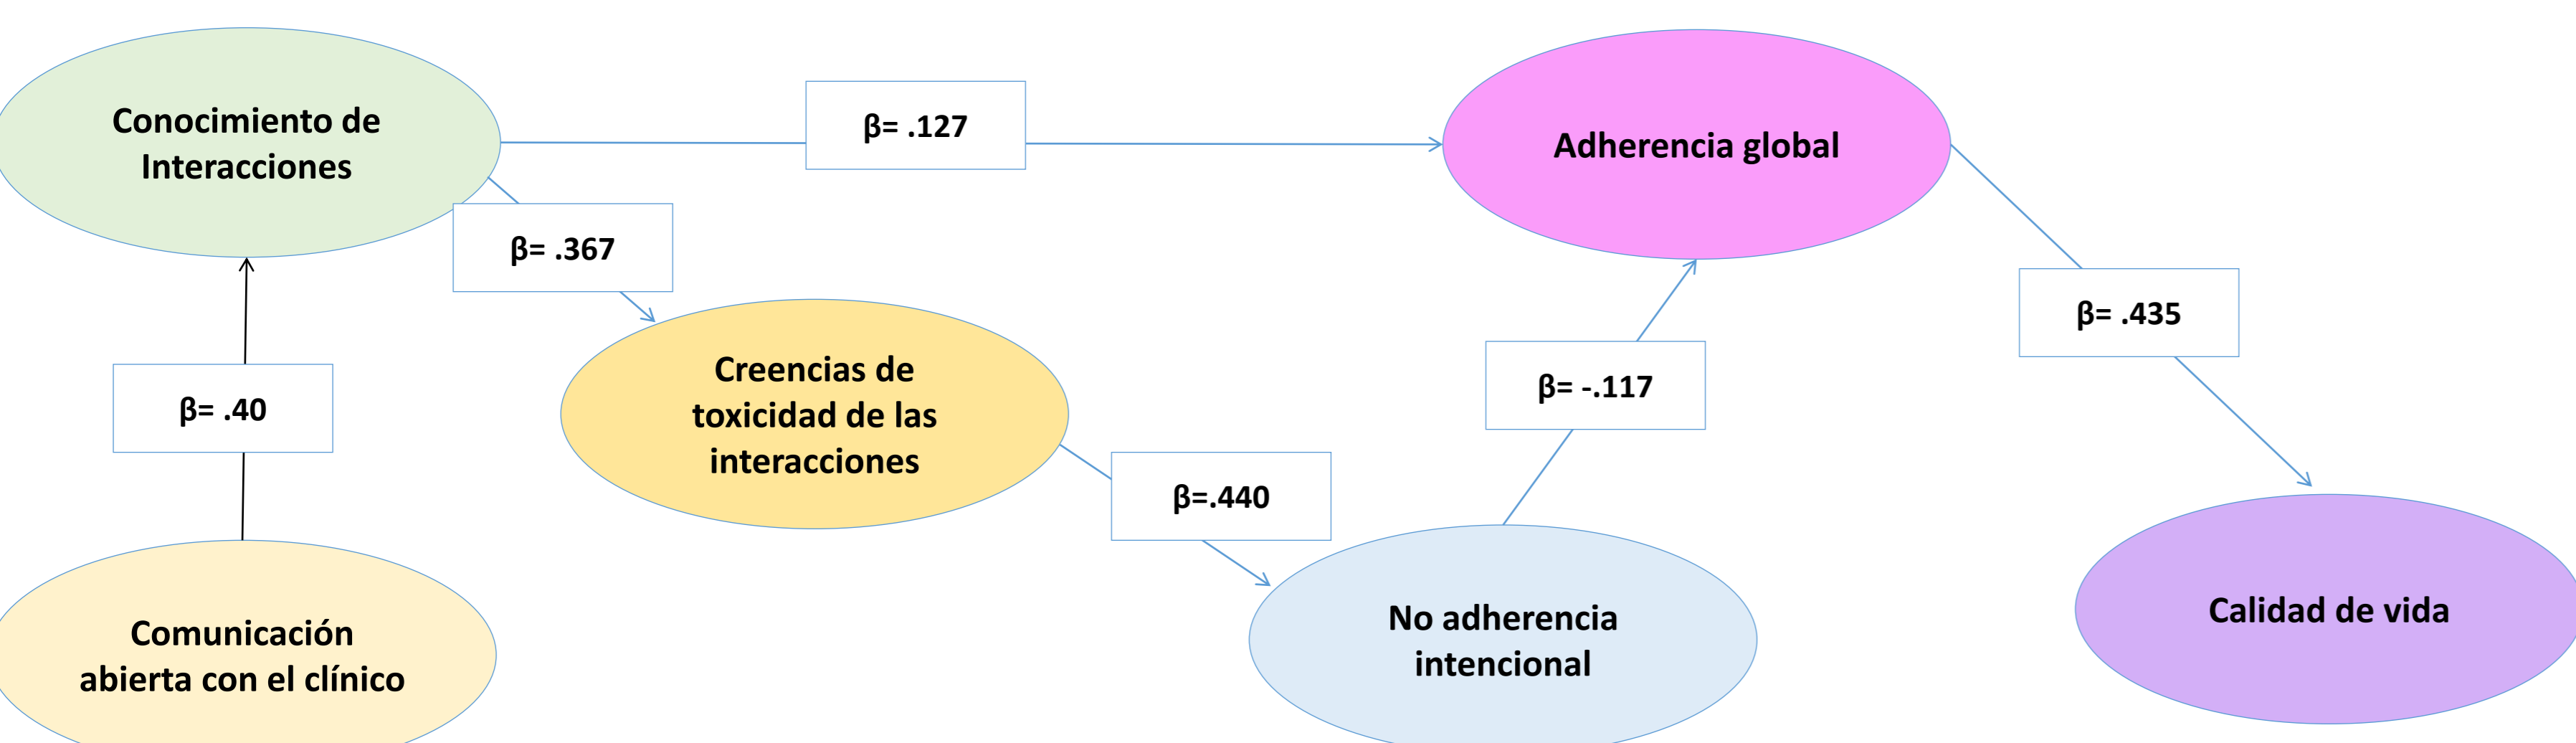 Conocimiento de
Interacciones
β= .127
Adherencia global
β= .367
β= .435
Creencias de
toxicidad de las
interacciones
β= -.117
β= .40
β=.440
Comunicación
abierta con el clínico
No adherencia
intencional
Calidad de vida